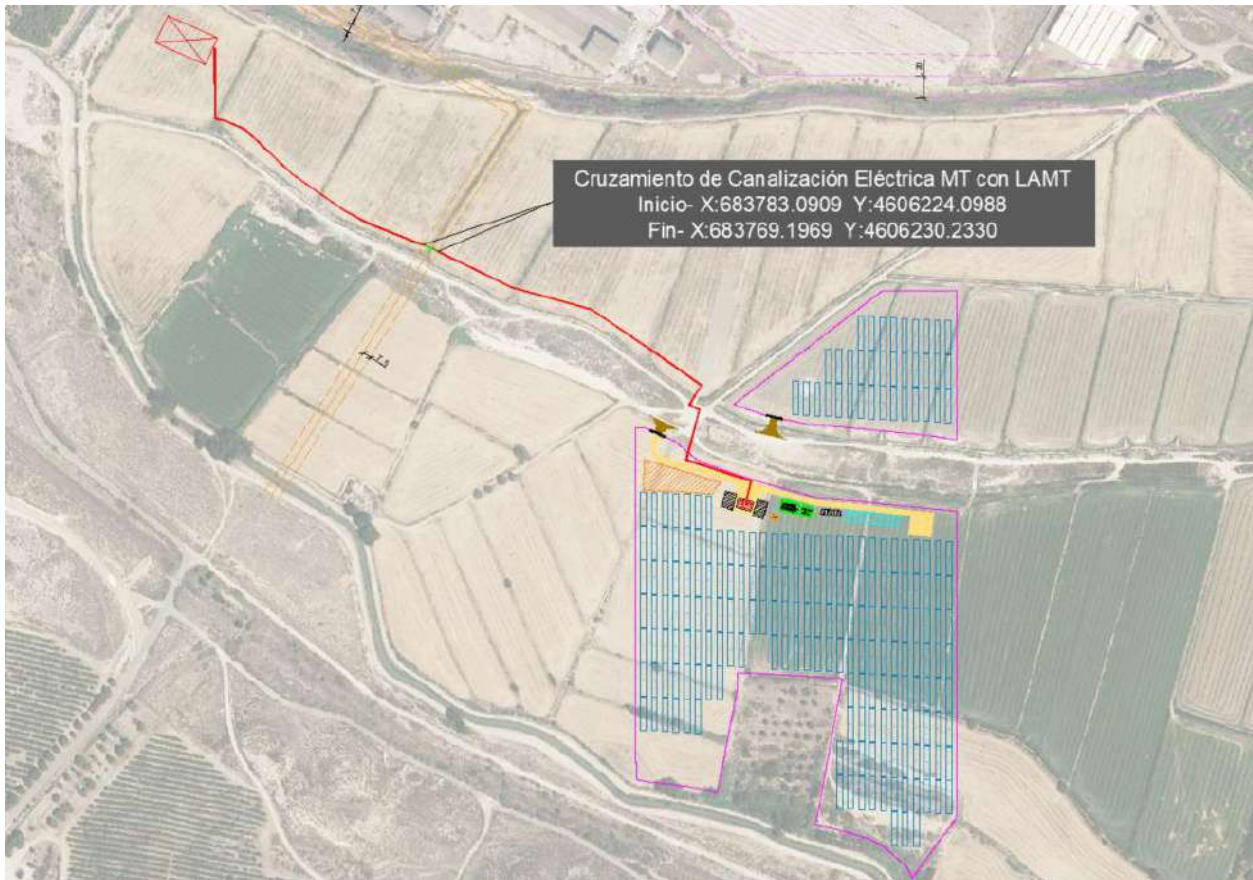 Cruzamiento de Canalización Eléctrica MT con LAMT
Inicio- X:683783.0909 Y:4606224.0988
Fin- X:683769.1969 Y:4606230.2330